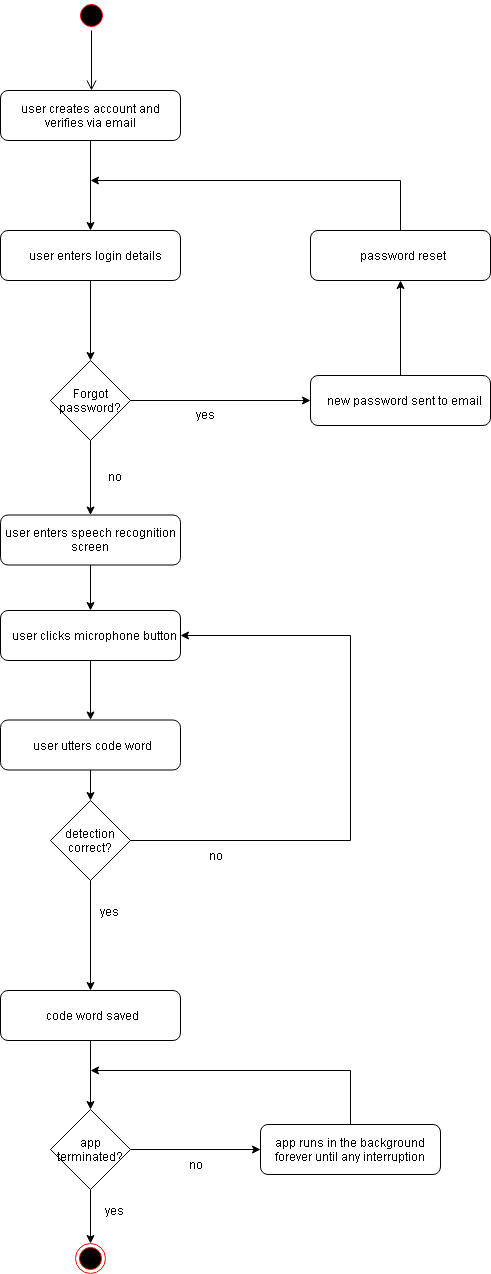 user creates account and
verifies via email
user enters login details
password reset
Forgot
password?
yes
new password sent to email
no
user enters speech recognition
screen
user clicks microphone button
user utters code word
detection
correct?
no
yes
code word saved
app
terminated?
no
app runs in the background
forever until any interruption
yes